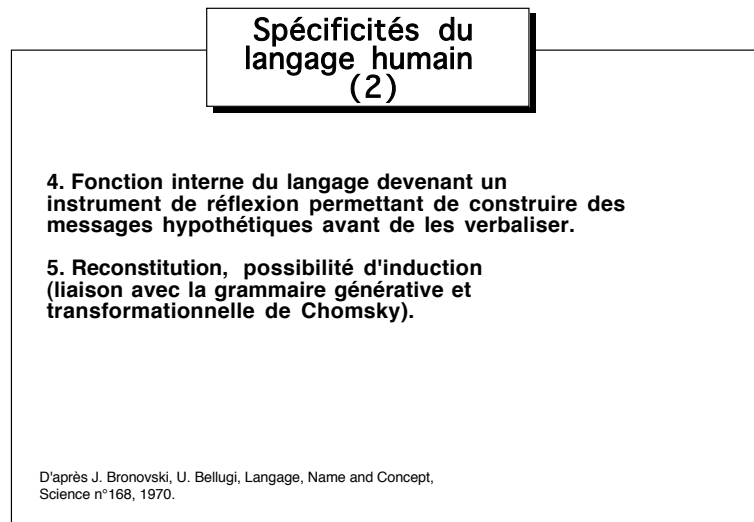 Spécificités du
langage humain
(2)
4. Fonction interne du langage devenant un
instrument de réflexion permettant de construire des
messages hypothétiques avant de les verbaliser.
5. Reconstitution, possibilité d'induction
(liaison avec la grammaire générative et
transformationnelle de Chomsky).
D'après J. Bronovski, U. Bellugi, Langage, Name and Concept,
Science n°168, 1970.